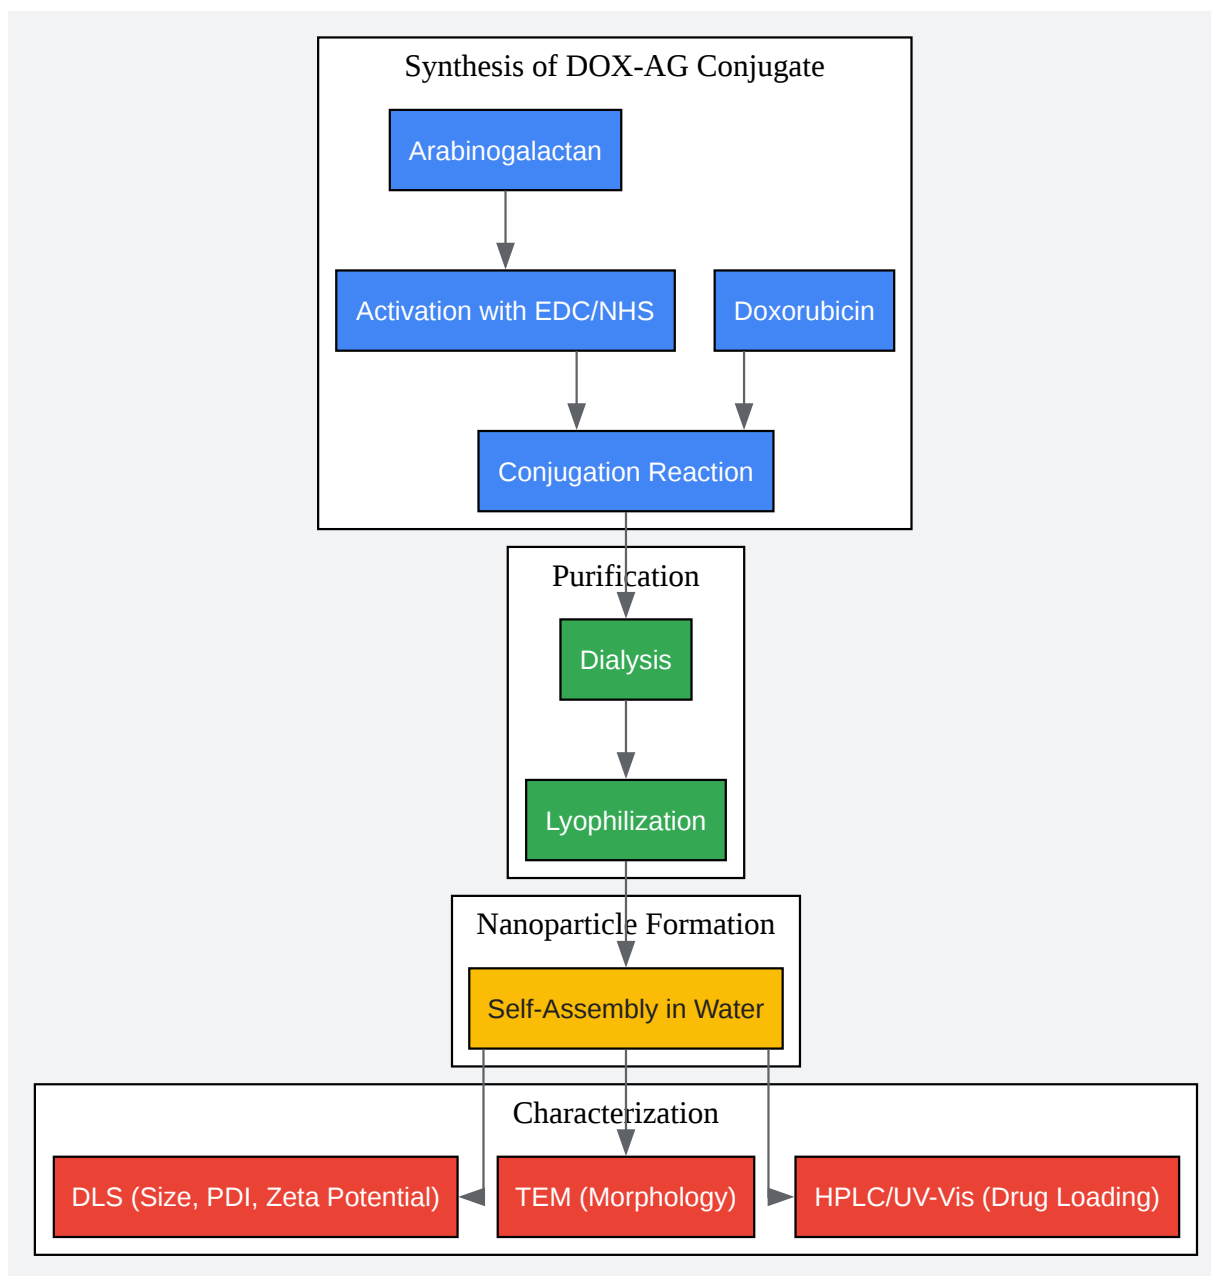 Synthesis of DOX-AG Conjugate
Arabinogalactan
Activation with EDC/NHS
Doxorubicin
Conjugation Reaction
Purification
Dialysis
Lyophilization
Nanoparticle Formation
Self-Assembly in Water
Characterization
DLS (Size, PDI, Zeta Potential)
TEM (Morphology)
HPLC/UV-Vis (Drug Loading)